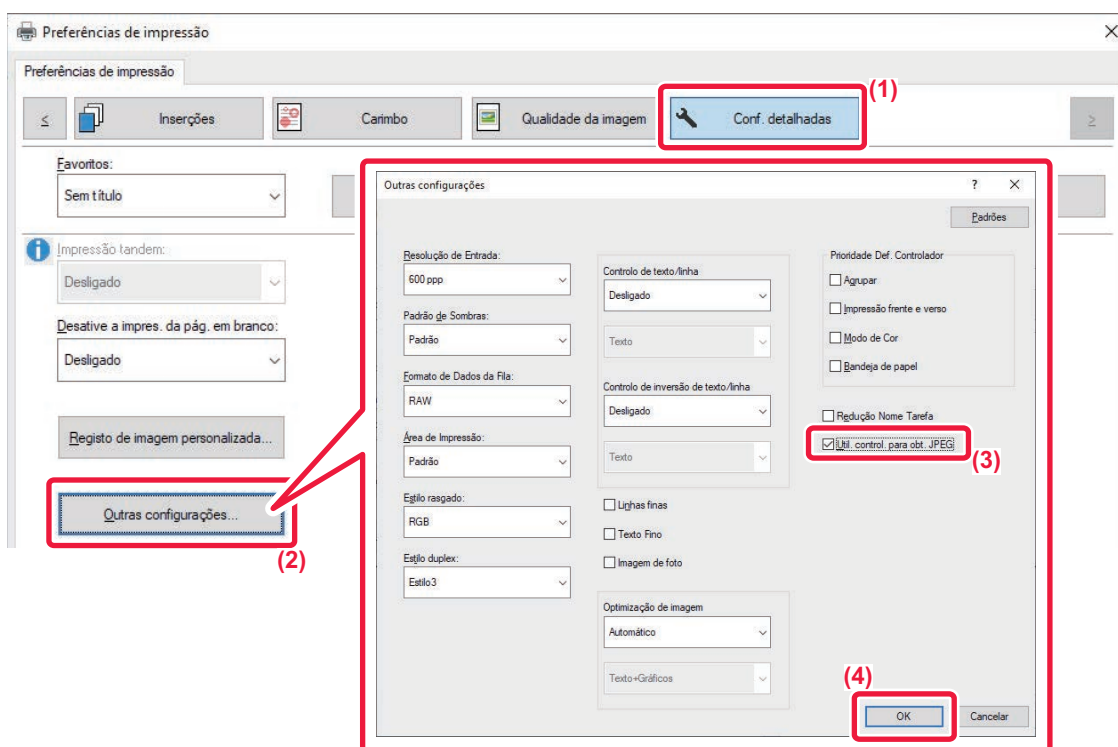 Preferências de impressão
Preferências de impressão
(1)
<
Inserções
Carimbo
Qualidade da imagem
Conf. detalhadas
>
Favoritos:
Sem título
Impressão tandem:
Desligado
Desative a impres. da pág. em branco:
Desligado
Registo de imagem personalizada...
Outras configurações...
(2)
Outras configurações
?
Padrões
Resolução de Entrada:
600 ppp
Padrão de Sombras:
Padrão
Formato de Dados da Fila:
RAW
Área de Impressão:
Padrão
Estilo rasgado:
RGB
Estilo duplex:
Estilo3
Controlo de texto/linha
Desligado
Texto
Controlo de inversão de texto/linha
Desligado
Texto
Linhas finas
Texto Fino
Imagem de foto
Optimização de imagem
Automático
Texto+Gráficos
Prioridade Def. Controlador
Agrupar
Impressão frente e verso
Modo de Cor
Bandeja de papel
Redução Nome Tarefa
Util. control. para obt. JPEG
(3)
(4)
OK
Cancelar